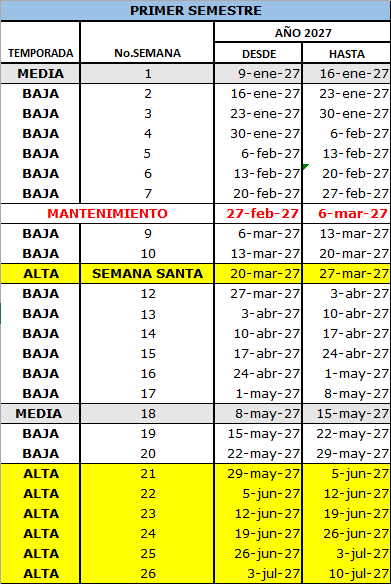 PRIMER SEMESTRE
AÑO 2027
TEMPORADA No.SEMANA DESDE HASTA
MEDIA 1 9-ene-27 16-ene-27
BAJA 2 16-ene-27 23-ene-27
BAJA 3 23-ene-27 30-ene-27
BAJA 4 30-ene-27 6-feb-27
BAJA 5 6-feb-27 13-feb-27
BAJA 6 13-feb-27 20-feb-27
BAJA 7 20-feb-27 27-feb-27
MANTENIMIENTO 27-feb-27 6-mar-27
BAJA 9 6-mar-27 13-mar-27
BAJA 10 13-mar-27 20-mar-27
ALTA SEMANA SANTA 20-mar-27 27-mar-27
BAJA 12 27-mar-27 3-abr-27
BAJA 13 3-abr-27 10-abr-27
BAJA 14 10-abr-27 17-abr-27
BAJA 15 17-abr-27 24-abr-27
BAJA 16 24-abr-27 1-may-27
BAJA 17 1-may-27 8-may-27
MEDIA 18 8-may-27 15-may-27
BAJA 19 15-may-27 22-may-27
BAJA 20 22-may-27 29-may-27
ALTA 21 29-may-27 5-jun-27
ALTA 22 5-jun-27 12-jun-27
ALTA 23 12-jun-27 19-jun-27
ALTA 24 19-jun-27 26-jun-27
ALTA 25 26-jun-27 3-jul-27
ALTA 26 3-jul-27 10-jul-27